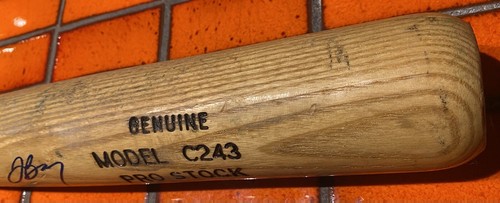 GENUINE
MODEL C243
PRO STOCK